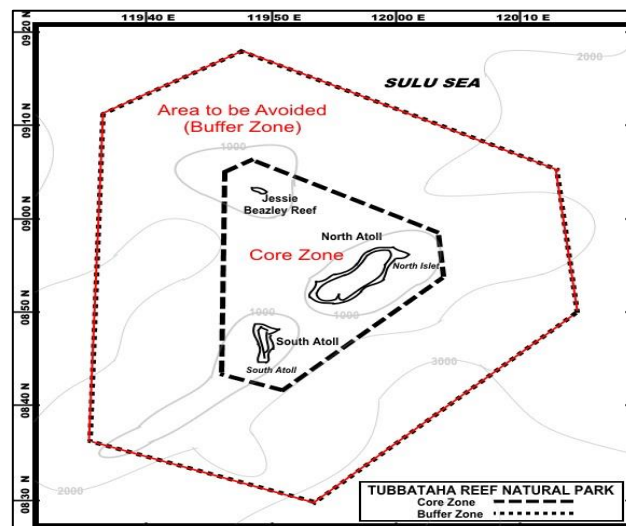 119 40 E
119 50 E
120 00 E
120 10 E
09 20 N
09 10 N
09 00 N
08 50 N
08 40 N
08 30 N
SULU SEA
2000
Area to be Avoided
(Buffer Zone)
1000
Jessie
Beazley Reef
North Atoll
Core Zone
North Islet
1000
1000
South Atoll
South Atoll
3000
2000
TUBBATAHA REEF NATURAL PARK
Core Zone
Buffer Zone